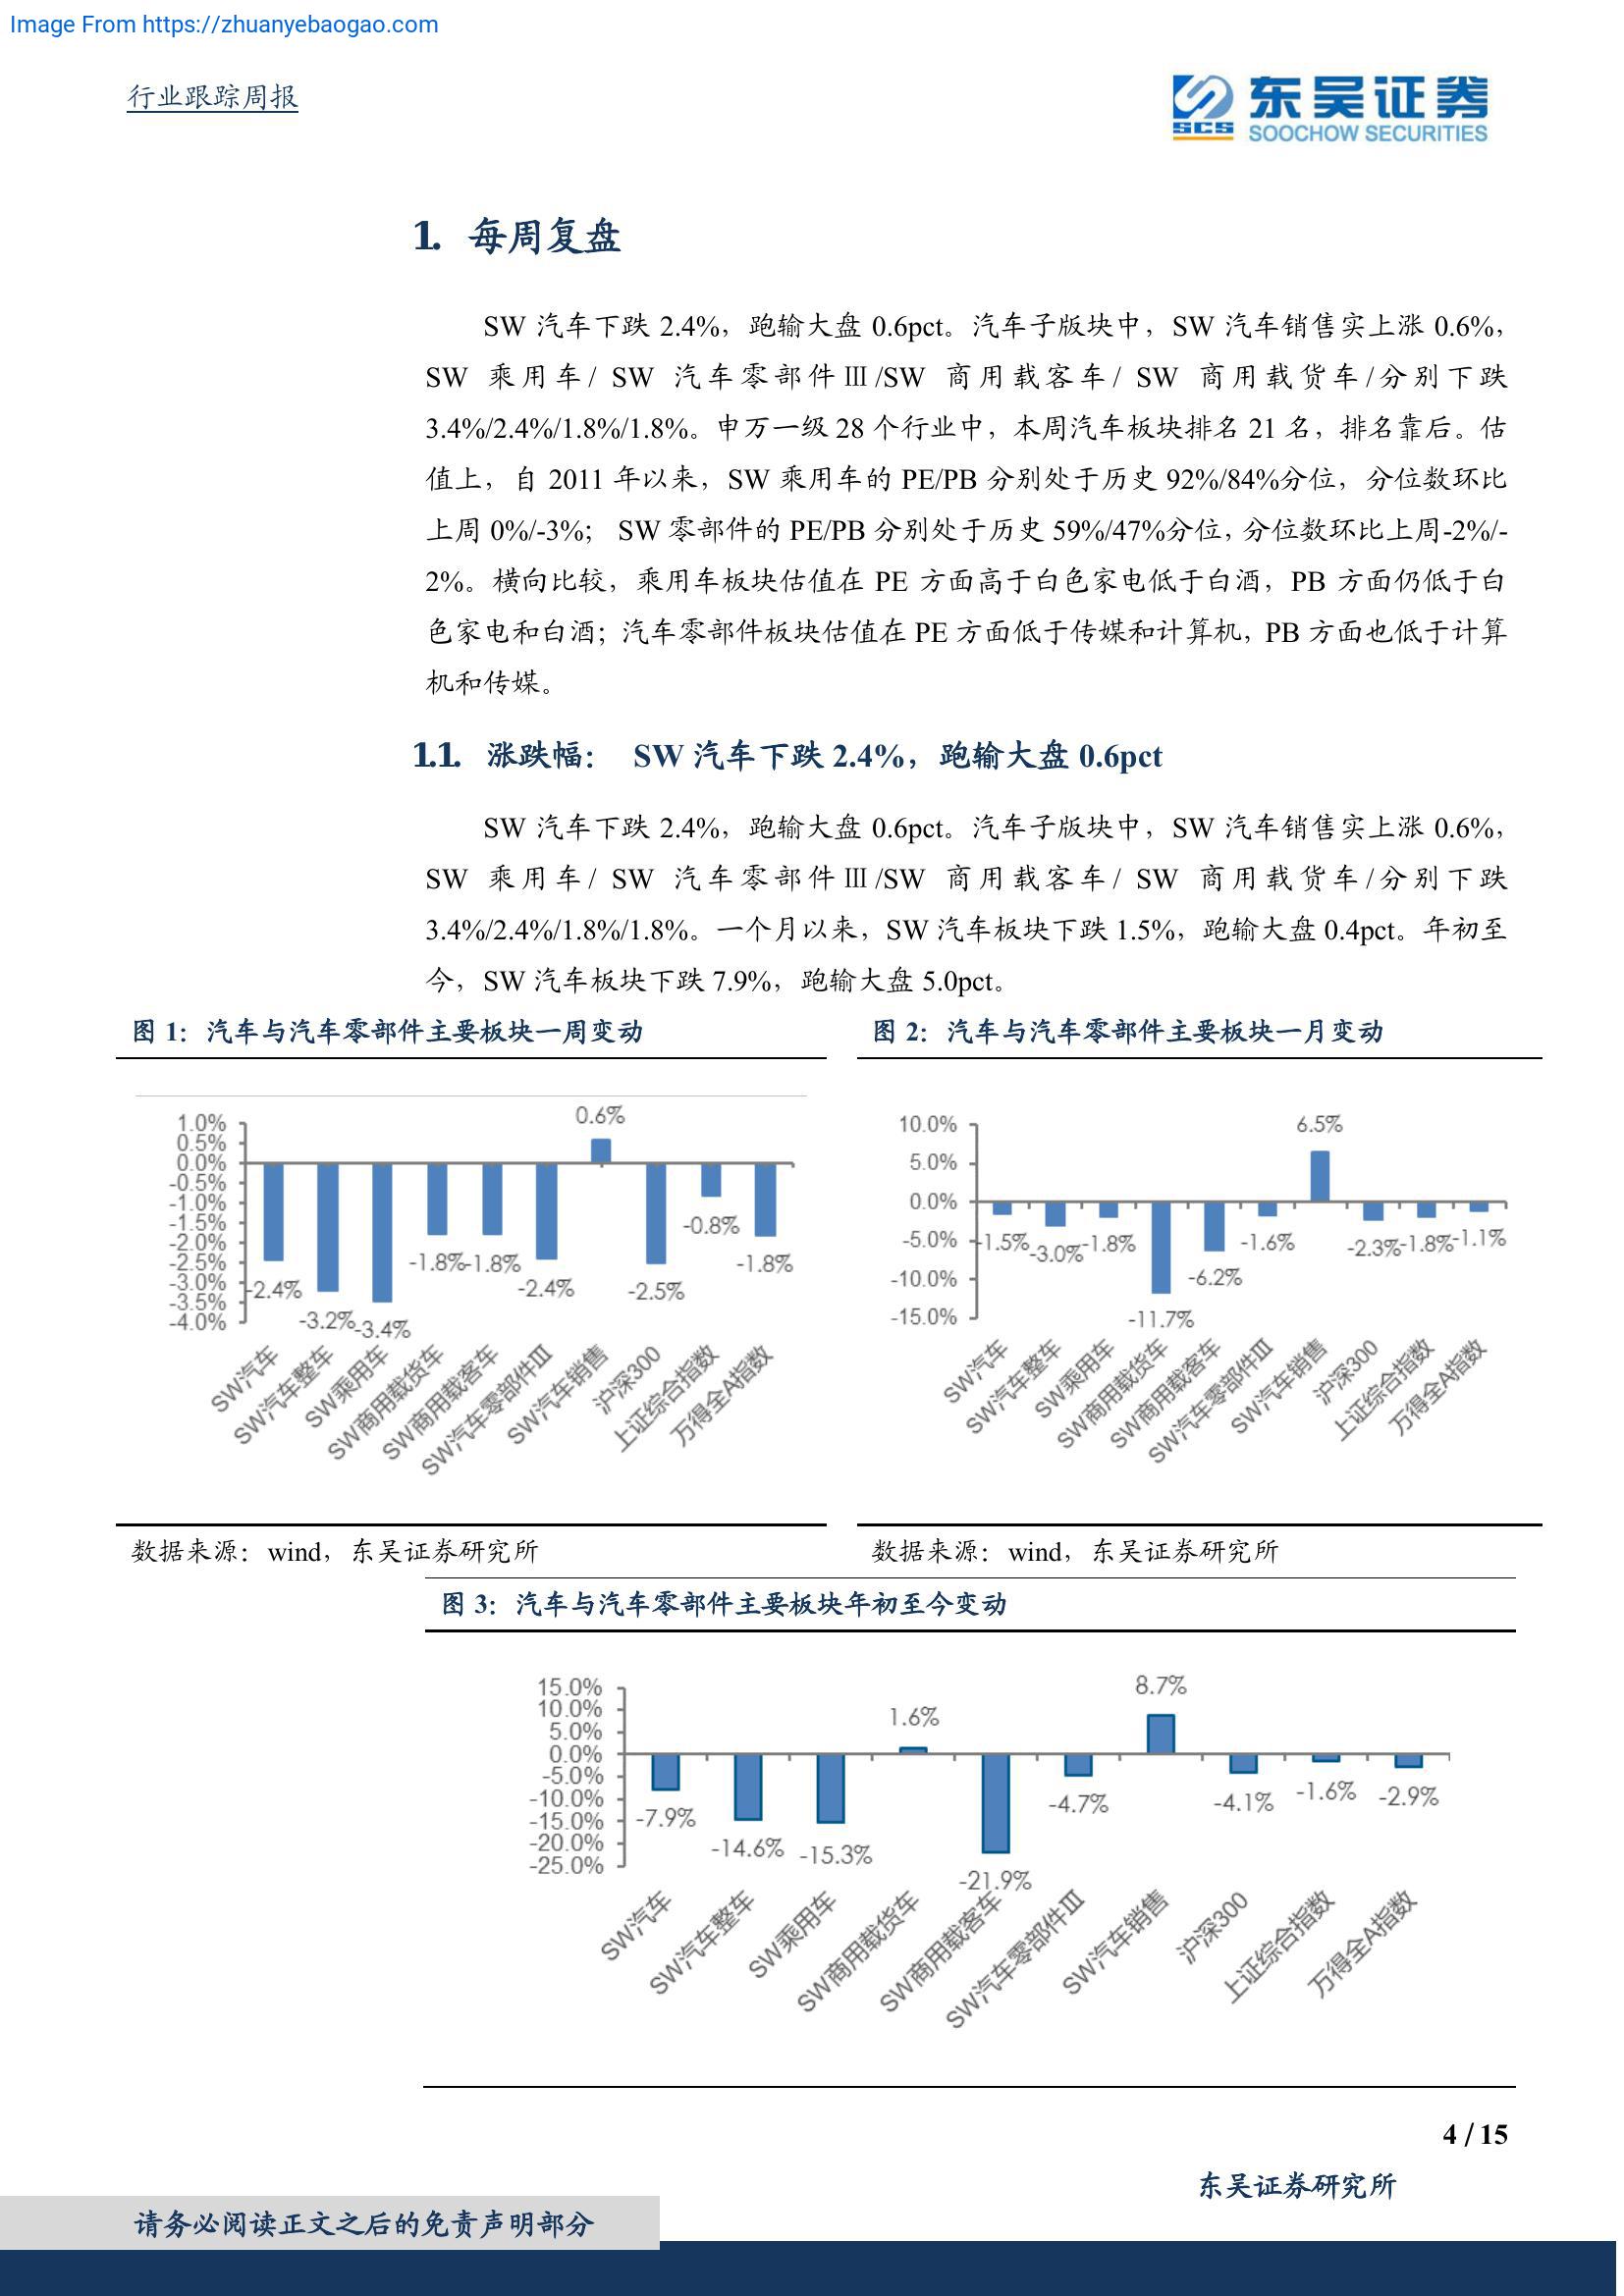 Image From https://zhuanyebaogao.com
行业跟踪周报
SCS 东吴证券
SOOCHOW SECURITIES
1. 每周复盘
SW 汽车下跌 2.4%，跑输大盘 0.6pct。汽车子版块中，SW 汽车销售实上涨 0.6%，
SW 乘用车/ SW 汽车零部件Ⅲ/SW 商用载客车/ SW 商用载货车/分别下跌
3.4%/2.4%/1.8%/1.8%。申万一级 28 个行业中，本周汽车板块排名 21 名，排名靠后。估
值上，自 2011 年以来，SW 乘用车的 PE/PB 分别处于历史 92%/84%分位，分位数环比
上周 0%/-3%； SW 零部件的 PE/PB 分别处于历史 59%/47%分位，分位数环比上周-2%/-
2%。横向比较，乘用车板块估值在 PE 方面高于白色家电低于白酒，PB 方面仍低于白
色家电和白酒；汽车零部件板块估值在 PE 方面低于传媒和计算机，PB 方面也低于计算
机和传媒。
1.1. 涨跌幅： SW 汽车下跌 2.4%，跑输大盘 0.6pct
SW 汽车下跌 2.4%，跑输大盘 0.6pct。汽车子版块中，SW 汽车销售实上涨 0.6%，
SW 乘用车/ SW 汽车零部件Ⅲ/SW 商用载客车/ SW 商用载货车/分别下跌
3.4%/2.4%/1.8%/1.8%。一个月以来，SW 汽车板块下跌 1.5%，跑输大盘 0.4pct。年初至
今，SW 汽车板块下跌 7.9%，跑输大盘 5.0pct。
图 1：汽车与汽车零部件主要板块一周变动
1.0%
0.5%
0.0%
-0.5%
-1.0%
-1.5%
-2.0%
-2.5%
-3.0%
-3.5%
-4.0%
-2.4%
-3.2%
-3.4%
-1.8%
-1.8%
-2.4%
0.6%
-2.5%
-0.8%
-1.8%
SW汽车
SW汽车整车
SW乘用车
SW商用载货车
SW商用载客车
SW汽车零部件Ⅲ
SW汽车销售
沪深300
上证综合指数
万得全A指数
数据来源：wind，东吴证券研究所
图 2：汽车与汽车零部件主要板块一月变动
10.0%
5.0%
0.0%
-5.0%
-10.0%
-15.0%
-1.5%
-3.0%
-1.8%
-11.7%
-6.2%
-1.6%
6.5%
-2.3%
-1.8%
-1.1%
SW汽车
SW汽车整车
SW乘用车
SW商用载货车
SW商用载客车
SW汽车零部件Ⅲ
SW汽车销售
沪深300
上证综合指数
万得全A指数
数据来源：wind，东吴证券研究所
图 3：汽车与汽车零部件主要板块年初至今变动
15.0%
10.0%
5.0%
0.0%
-5.0%
-10.0%
-15.0%
-20.0%
-25.0%
-7.9%
-14.6%
-15.3%
1.6%
-21.9%
-4.7%
8.7%
-4.1%
-1.6%
-2.9%
SW汽车
SW汽车整车
SW乘用车
SW商用载货车
SW商用载客车
SW汽车零部件Ⅲ
SW汽车销售
沪深300
上证综合指数
万得全A指数
4 / 15
东吴证券研究所
请务必阅读正文之后的免责声明部分